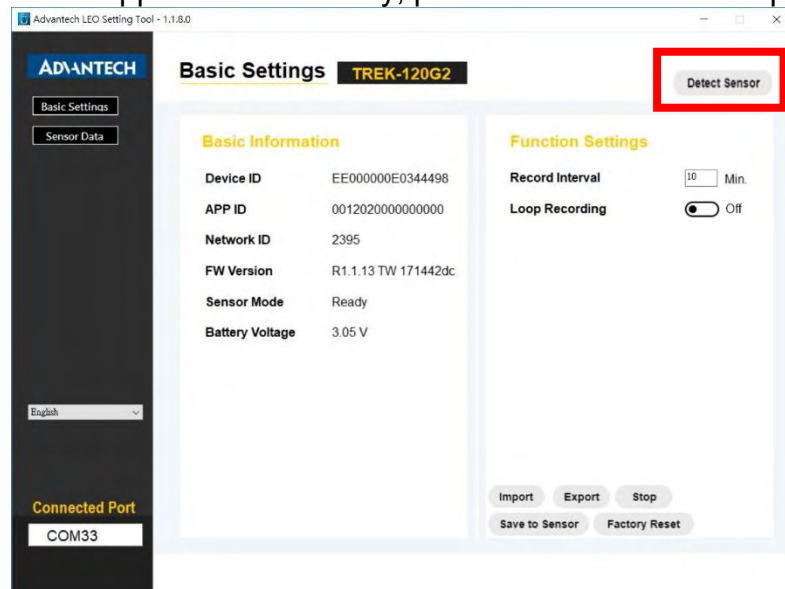 Advantech LEO Setting Tool - 1.1.8.0
ADVANTECH
Basic Settings
Sensor Data
English
Connected Port
COM33
Basic Settings TREK-120G2
Detect Sensor
Basic Information
Device ID EE000000E0344498
APP ID 0012020000000000
Network ID 2395
FW Version R1.1.13 TW 171442dc
Sensor Mode Ready
Battery Voltage 3.05 V
Function Settings
Record Interval 10 Min.
Loop Recording Off
Import Export Stop
Save to Sensor Factory Reset